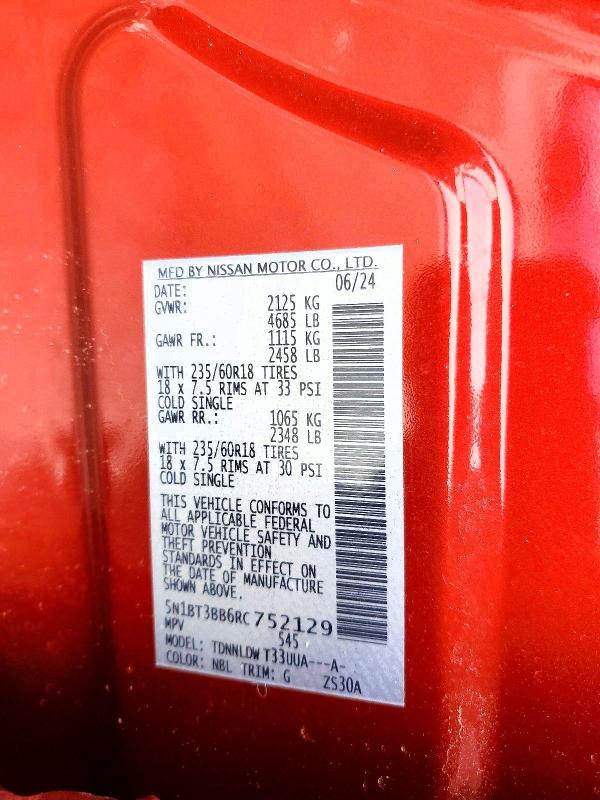 MFD BY NISSAN MOTOR CO., LTD.
DATE: 06/24
GVWR: 2125 KG
4685 LB
GAWR FR.: 1115 KG
2458 LB
WITH 235/60R18 TIRES
18 x 7.5 RIMS AT 33 PSI
COLD SINGLE
GAWR RR.: 1065 KG
2348 LB
WITH 235/60R18 TIRES
18 x 7.5 RIMS AT 30 PSI
COLD SINGLE
THIS VEHICLE CONFORMS TO
ALL APPLICABLE FEDERAL
MOTOR VEHICLE SAFETY AND
THEFT PREVENTION
STANDARDS IN EFFECT ON
THE DATE OF MANUFACTURE
SHOWN ABOVE.
5N1BT3BB6RC752129
MPV 545
MODEL: TDNNLDW T33UUA---A-
COLOR: NBL TRIM: G ZS30A